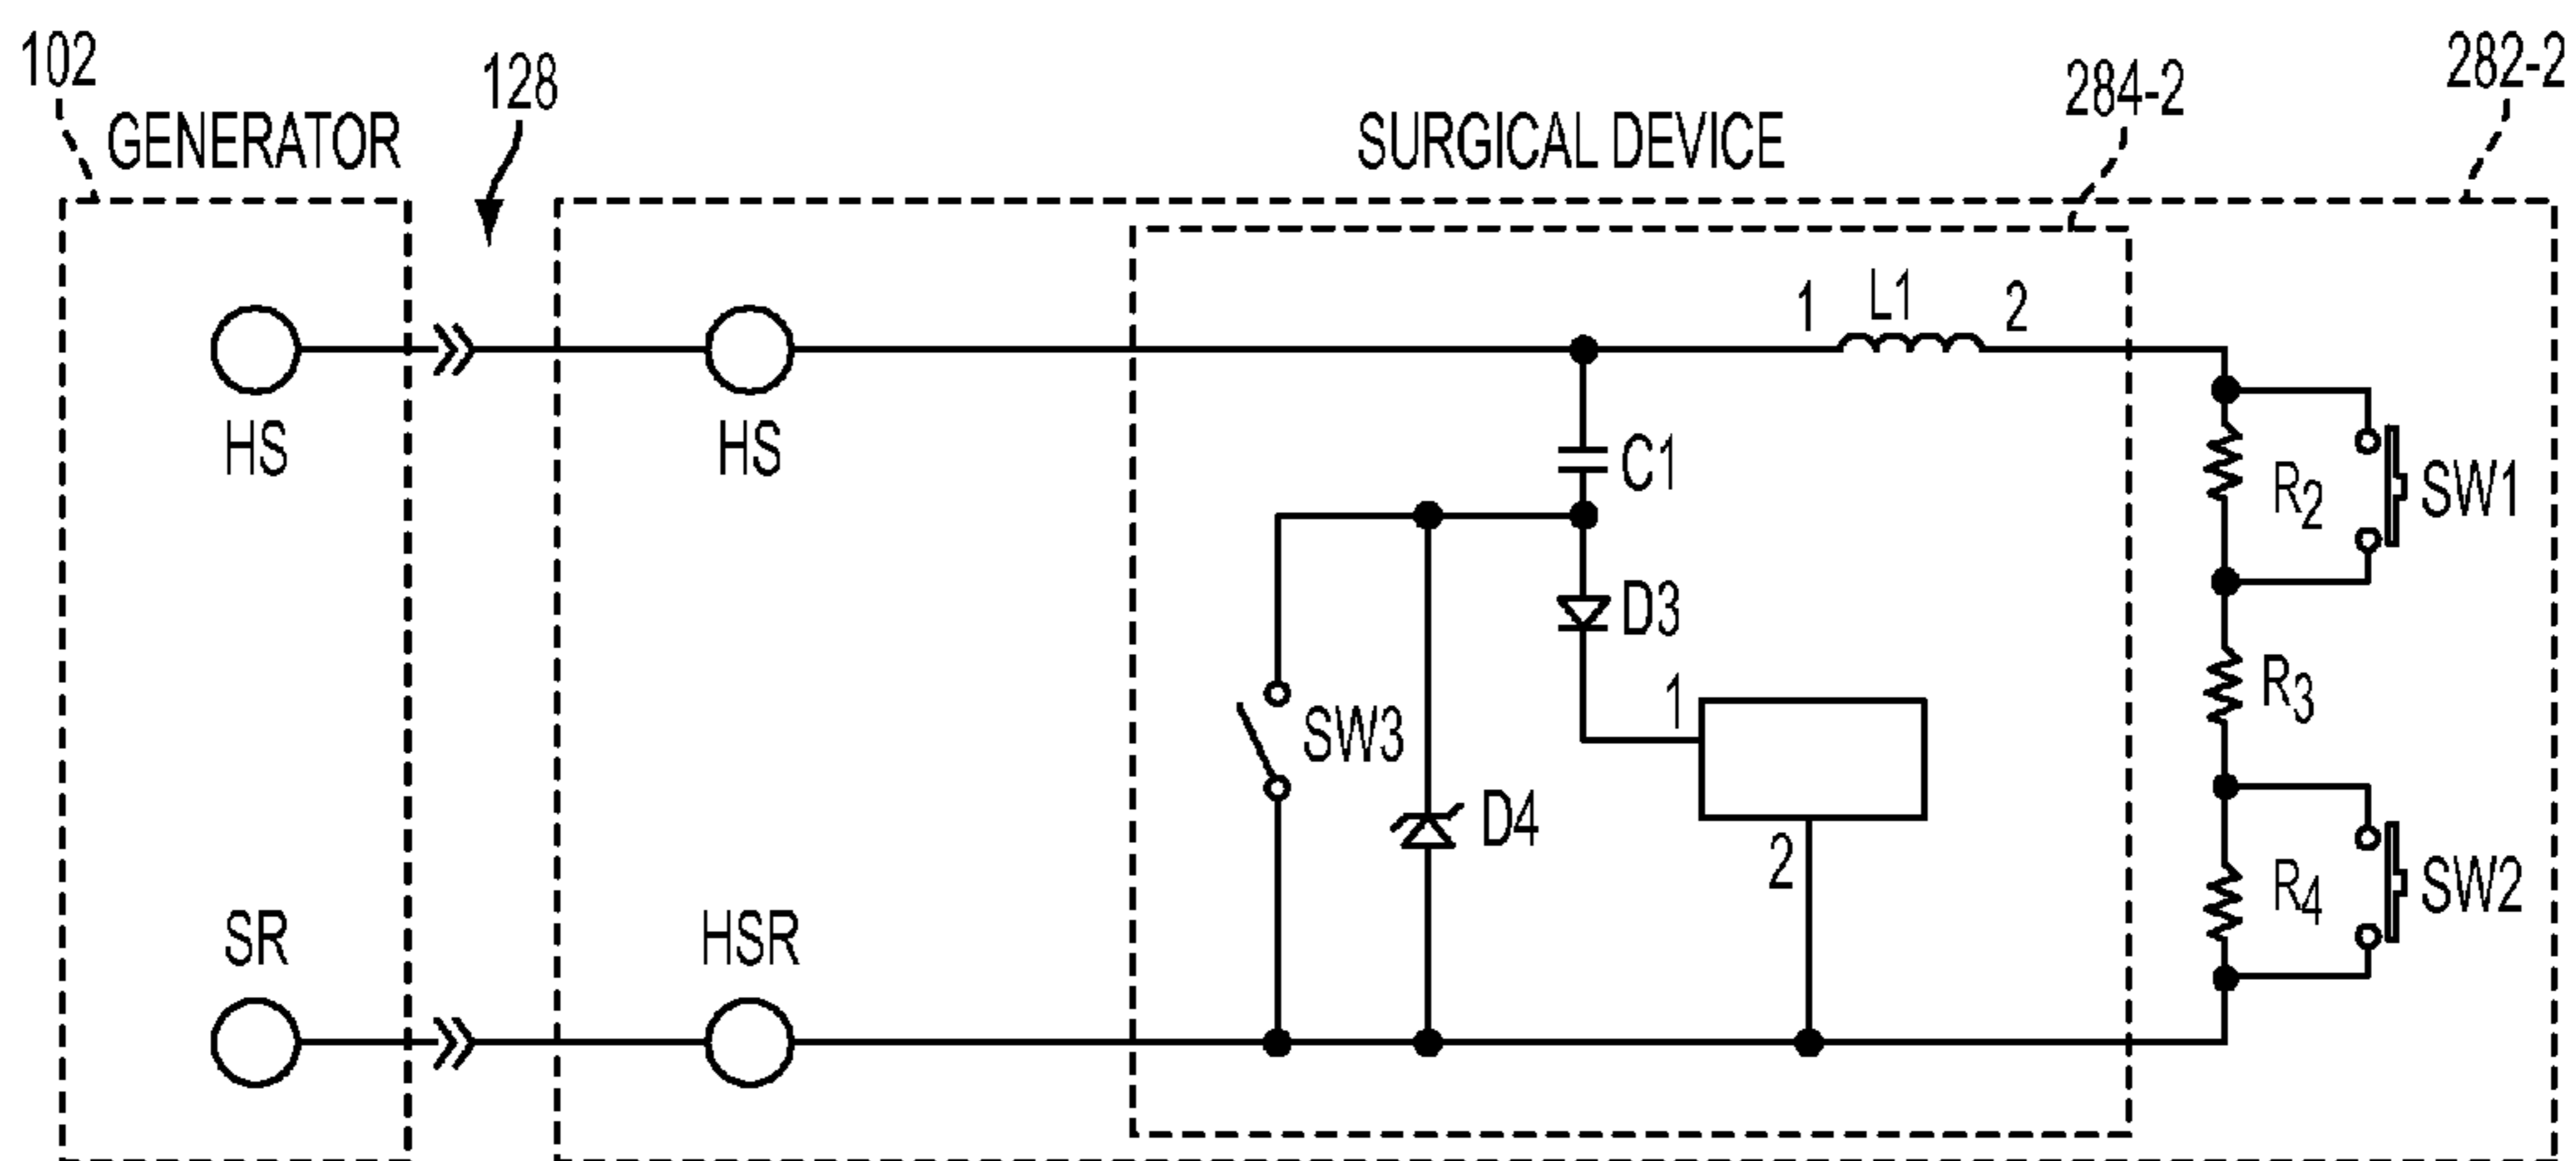 102
128
284-2
282-2
GENERATOR
SURGICAL DEVICE
1
L1
2
HS
HS
C1
R2
SW1
D3
1
SW3
R3
D4
2
R4
SW2
SR
HSR